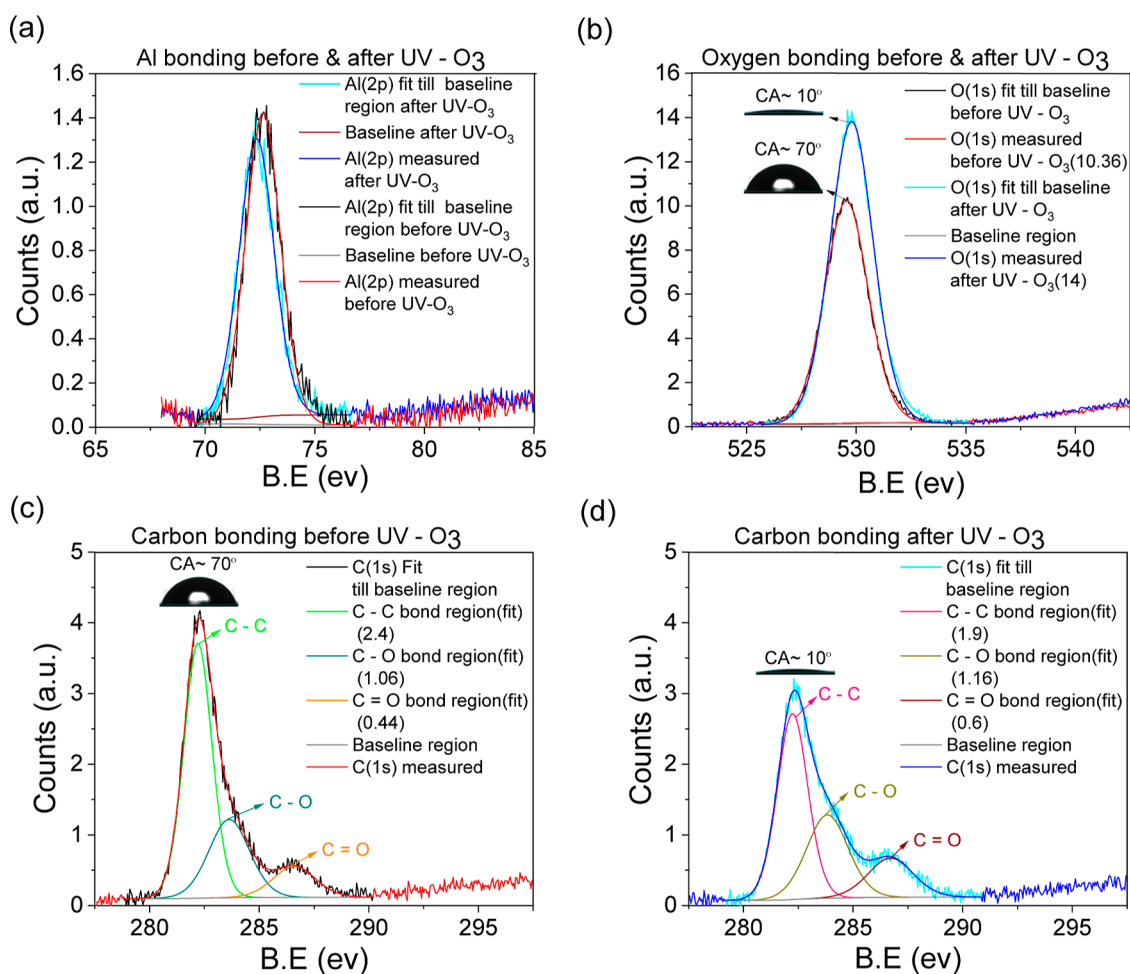 (a)
Al bonding before & after UV - O3
1.6
1.4
1.2
1.0
0.8
0.6
0.4
0.2
0.0
Counts (a.u.)
65
70
75
80
85
B.E (ev)
Al(2p) fit till baseline
region after UV-O3
Baseline after UV-O3
Al(2p) measured
after UV-O3
Al(2p) fit till baseline
region before UV-O3
Baseline before UV-O3
Al(2p) measured
before UV-O3
(b)
Oxygen bonding before & after UV - O3
16
14
12
10
8
6
4
2
0
Counts (a.u.)
525
530
535
540
B.E (ev)
CA~ 10o
CA~ 70o
O(1s) fit till baseline
before UV - O3
O(1s) measured
before UV - O3(10.36)
O(1s) fit till baseline
after UV - O3
Baseline region
O(1s) measured
after UV - O3(14)
(c)
Carbon bonding before UV - O3
5
4
3
2
1
0
Counts (a.u.)
280
285
290
295
B.E (ev)
CA~ 70o
C - C
C - O
C = O
C(1s) Fit
till baseline region
C - C bond region(fit)
(2.4)
C - O bond region(fit)
(1.06)
C = O bond region(fit)
(0.44)
Baseline region
C(1s) measured
(d)
Carbon bonding after UV - O3
5
4
3
2
1
0
Counts (a.u.)
280
285
290
295
B.E (ev)
CA~ 10o
C - C
C - O
C = O
C(1s) fit till
baseline region
C - C bond region(fit)
(1.9)
C - O bond region(fit)
(1.16)
C = O bond region(fit)
(0.6)
Baseline region
C(1s) measured